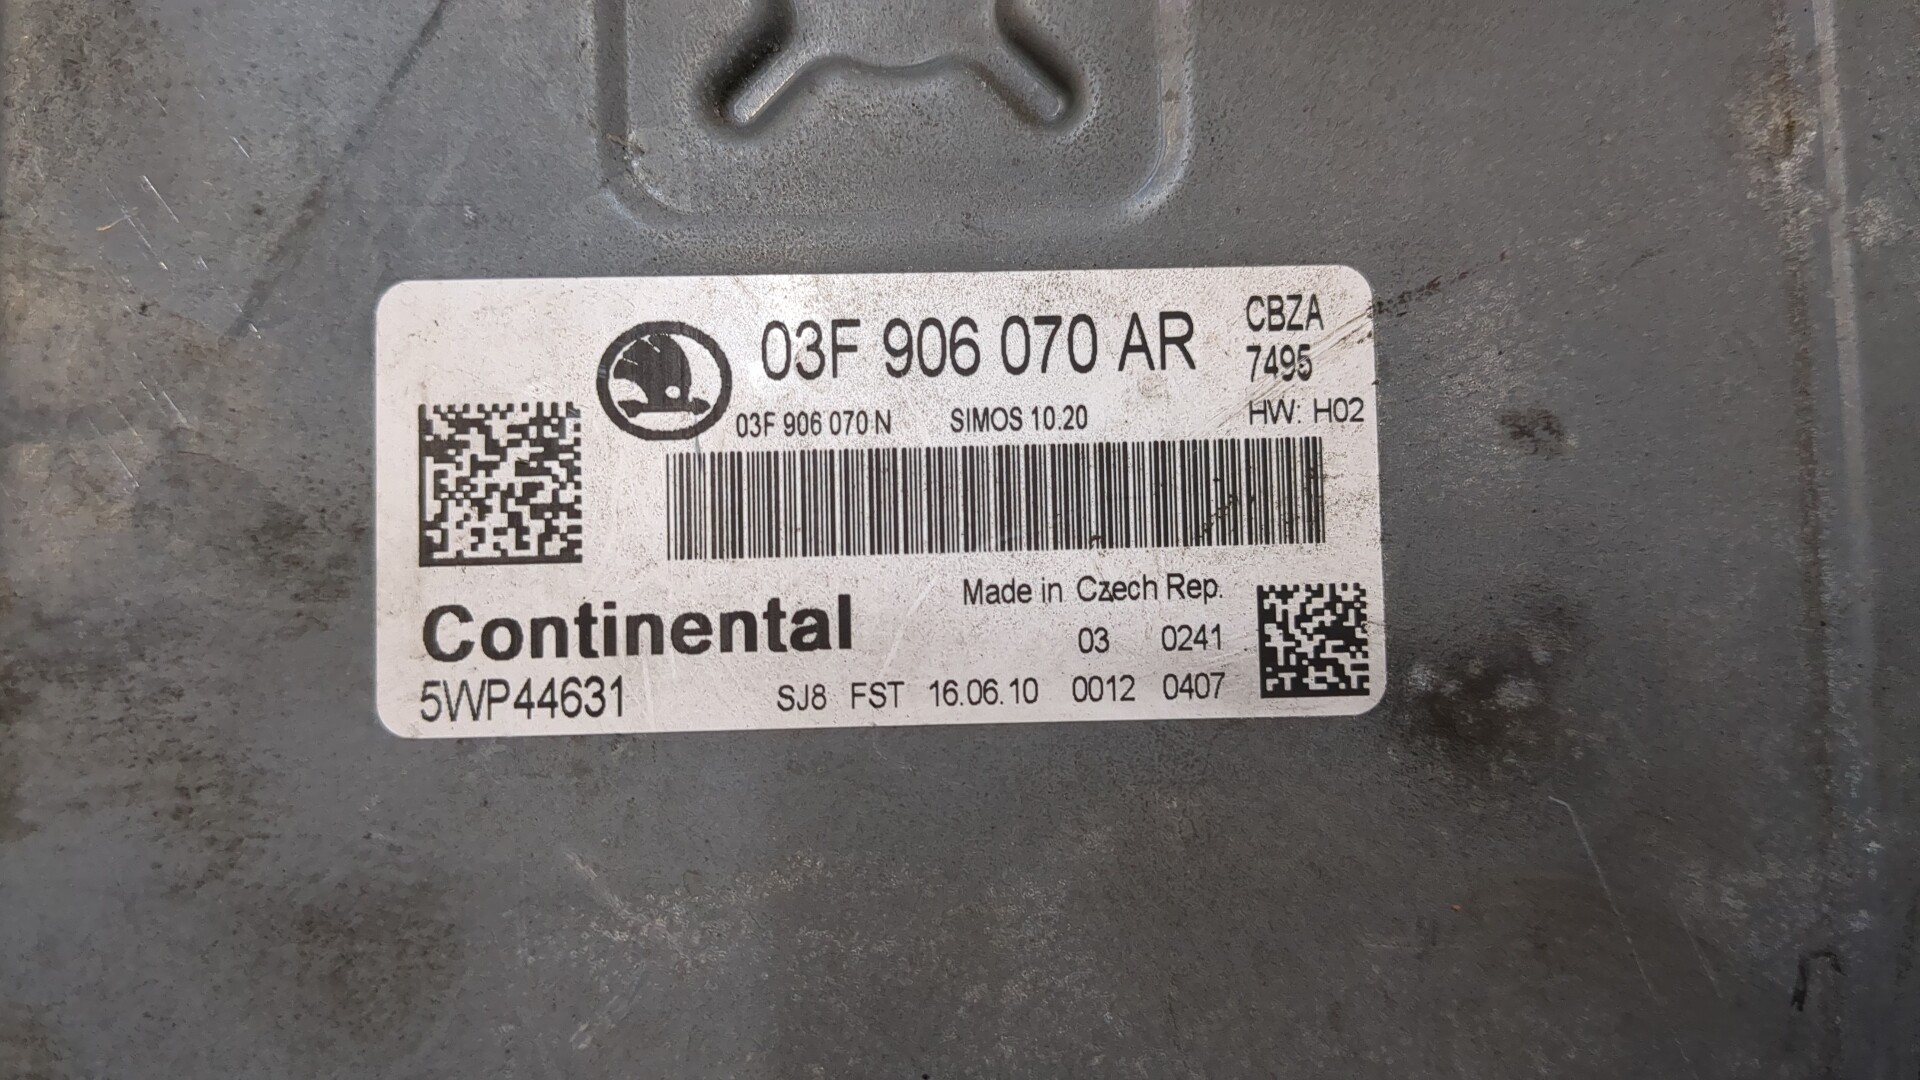 03F 906 070 AR
CBZA
7495
03F 906 070 N SIMOS 10.20 HW: H02
Made in Czech Rep.
Continental 03 0241
5WP44631 SJ8 FST 16.06.10 0012 0407